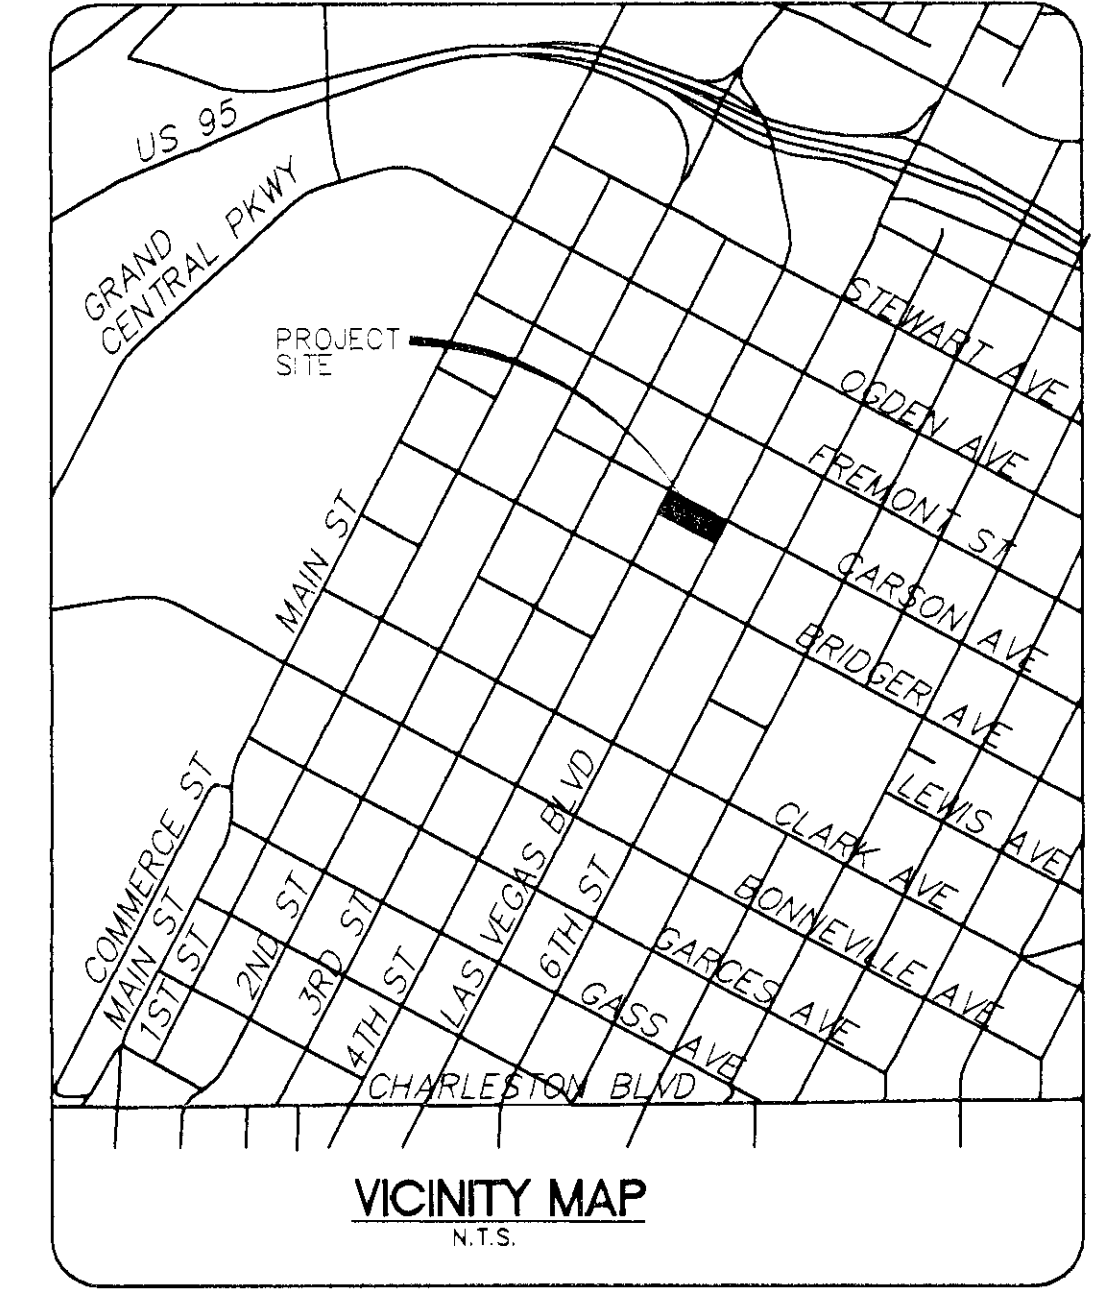 US 95
GRAND
CENTRAL PKWY
PROJECT
SITE
STEWART AVE
OGDEN AVE
FREMONT ST
CARSON AVE
BRIDGER AVE
MAIN ST
LEWIS AVE
CLARK AVE
BONNEVILLE AVE
GARCES AVE
GASS AVE
COMMERCE ST
MAIN ST
1ST ST
2ND ST
3RD ST
4TH ST
LAS VEGAS BLVD
6TH ST
CHARLESTON BLVD
VICINITY MAP
N.T.S.